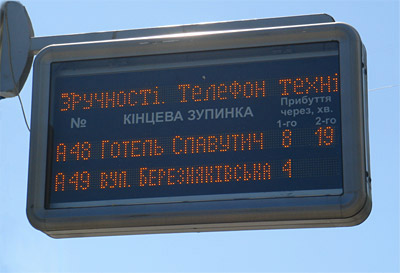 зручності. Телефон техні
№ КІНЦЕВА ЗУПИНКА Прибуття через, хв. 1-го 2-го
А48 Готель Славутич 8 19
А49 вул. Березняківська 4